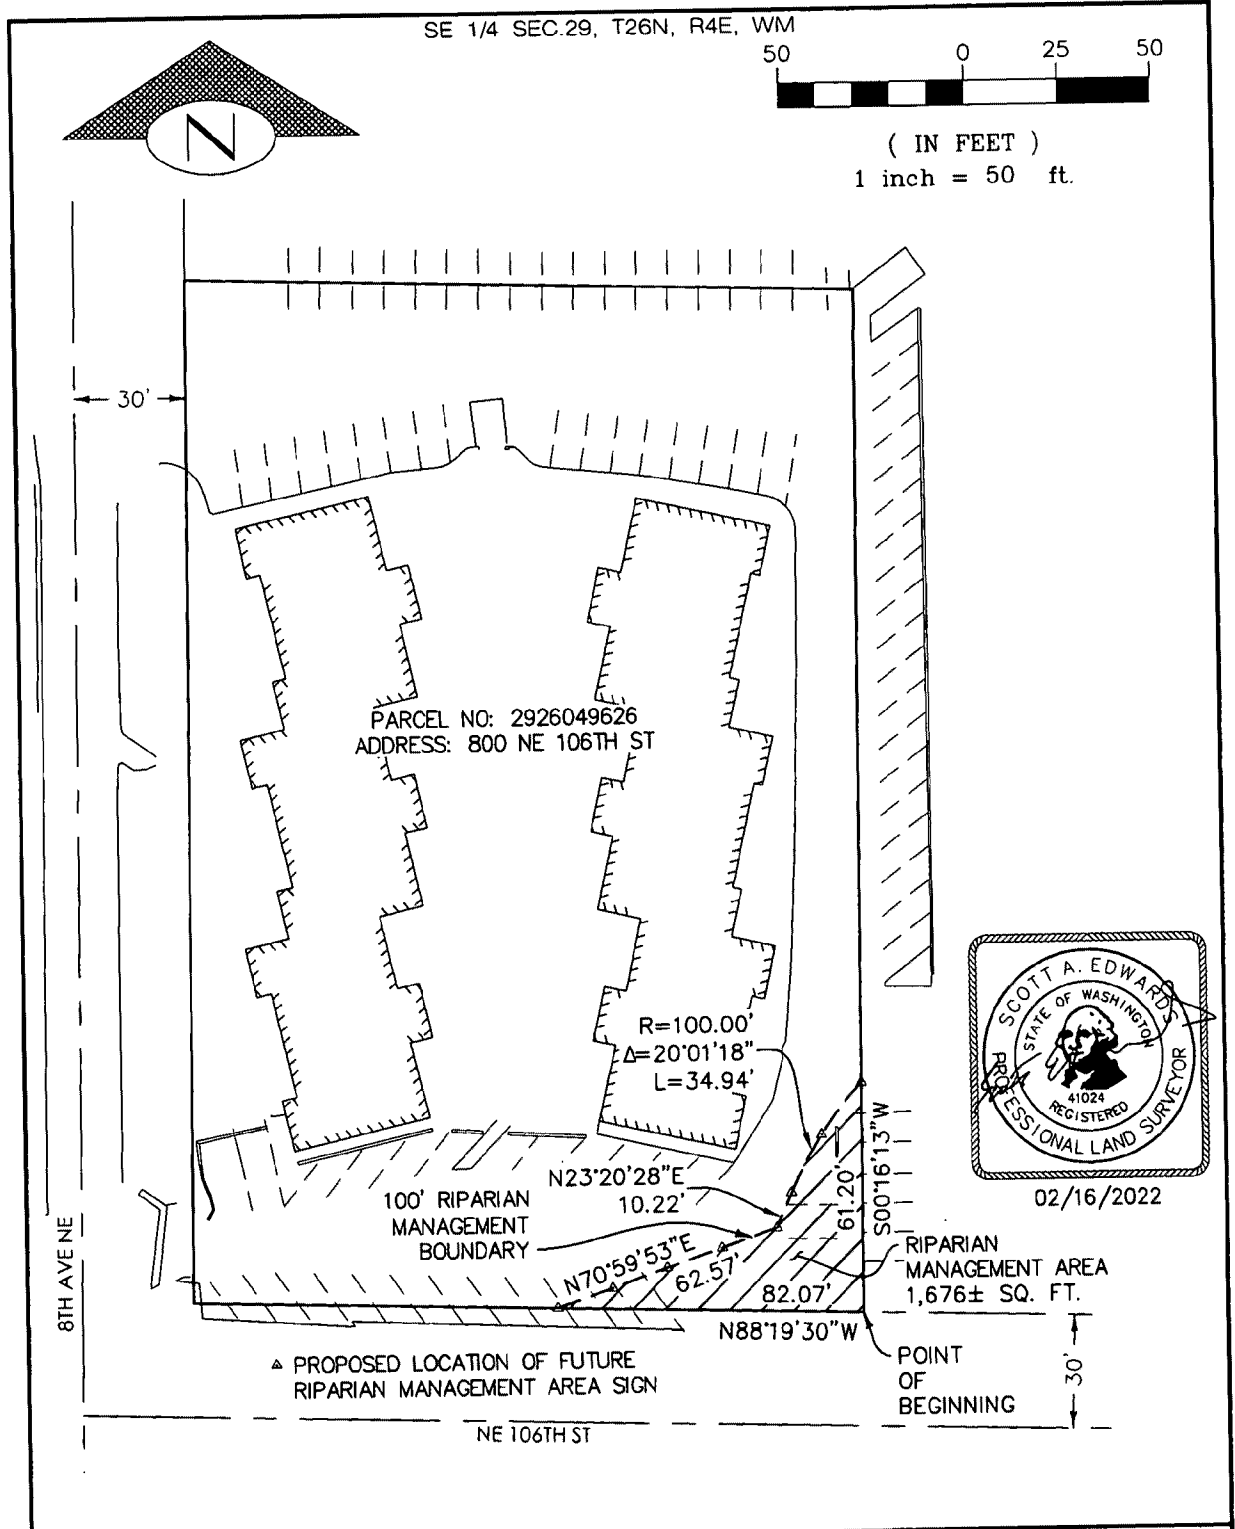 SE 1/4 SEC.29, T26N, R4E, WM
50 0 25 50
( IN FEET )
1 inch = 50 ft.
N
30'
PARCEL NO: 2926049626
ADDRESS: 800 NE 106TH ST
R=100.00'
Δ=20°01'18"
L=34.94'
SCOTT A. EDWARDS
STATE OF WASHINGTON
41024
REGISTERED
PROFESSIONAL LAND SURVEYOR
02/16/2022
N23°20'28"E
10.22'
61.20'
S00°16'13"W
100' RIPARIAN
MANAGEMENT
BOUNDARY
N70°59'53"E
62.57'
82.07'
RIPARIAN
MANAGEMENT AREA
1,676± SQ. FT.
N88°19'30"W
8TH AVE NE
POINT
OF
BEGINNING
30'
▵ PROPOSED LOCATION OF FUTURE
RIPARIAN MANAGEMENT AREA SIGN
NE 106TH ST